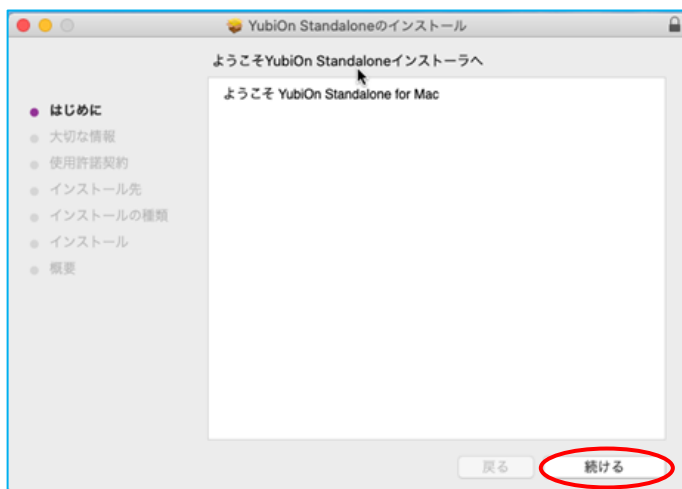 YubiOn Standaloneのインストール
ようこそYubiOn Standaloneインストーラへ
ようこそ YubiOn Standalone for Mac
はじめに
大切な情報
使用許諾契約
インストール先
インストールの種類
インストール
概要
戻る
続ける